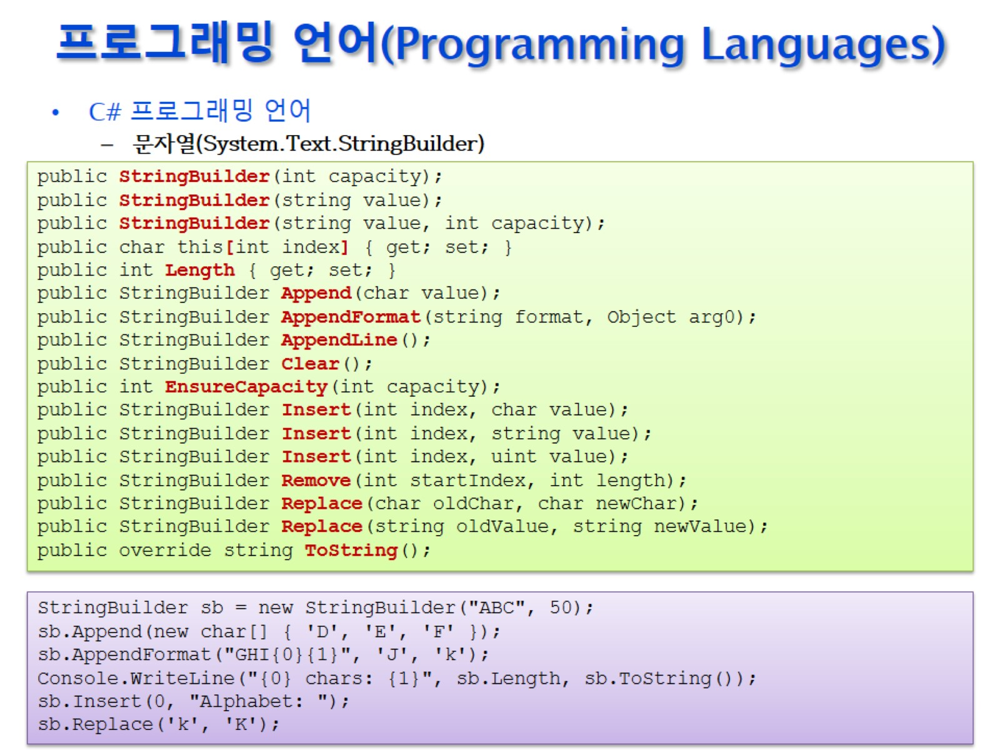 프로그래밍 언어(Programming Languages)
• C# 프로그래밍 언어
– 문자열(System.Text.StringBuilder)
public StringBuilder(int capacity);
public StringBuilder(string value);
public StringBuilder(string value, int capacity);
public char this[int index] { get; set; }
public int Length { get; set; }
public StringBuilder Append(char value);
public StringBuilder AppendFormat(string format, Object arg0);
public StringBuilder AppendLine();
public StringBuilder Clear();
public int EnsureCapacity(int capacity);
public StringBuilder Insert(int index, char value);
public StringBuilder Insert(int index, string value);
public StringBuilder Insert(int index, uint value);
public StringBuilder Remove(int startIndex, int length);
public StringBuilder Replace(char oldChar, char newChar);
public StringBuilder Replace(string oldValue, string newValue);
public override string ToString();
StringBuilder sb = new StringBuilder("ABC", 50);
sb.Append(new char[] { 'D', 'E', 'F' });
sb.AppendFormat("GHI{0}{1}", 'J', 'k');
Console.WriteLine("{0} chars: {1}", sb.Length, sb.ToString());
sb.Insert(0, "Alphabet: ");
sb.Replace('k', 'K');